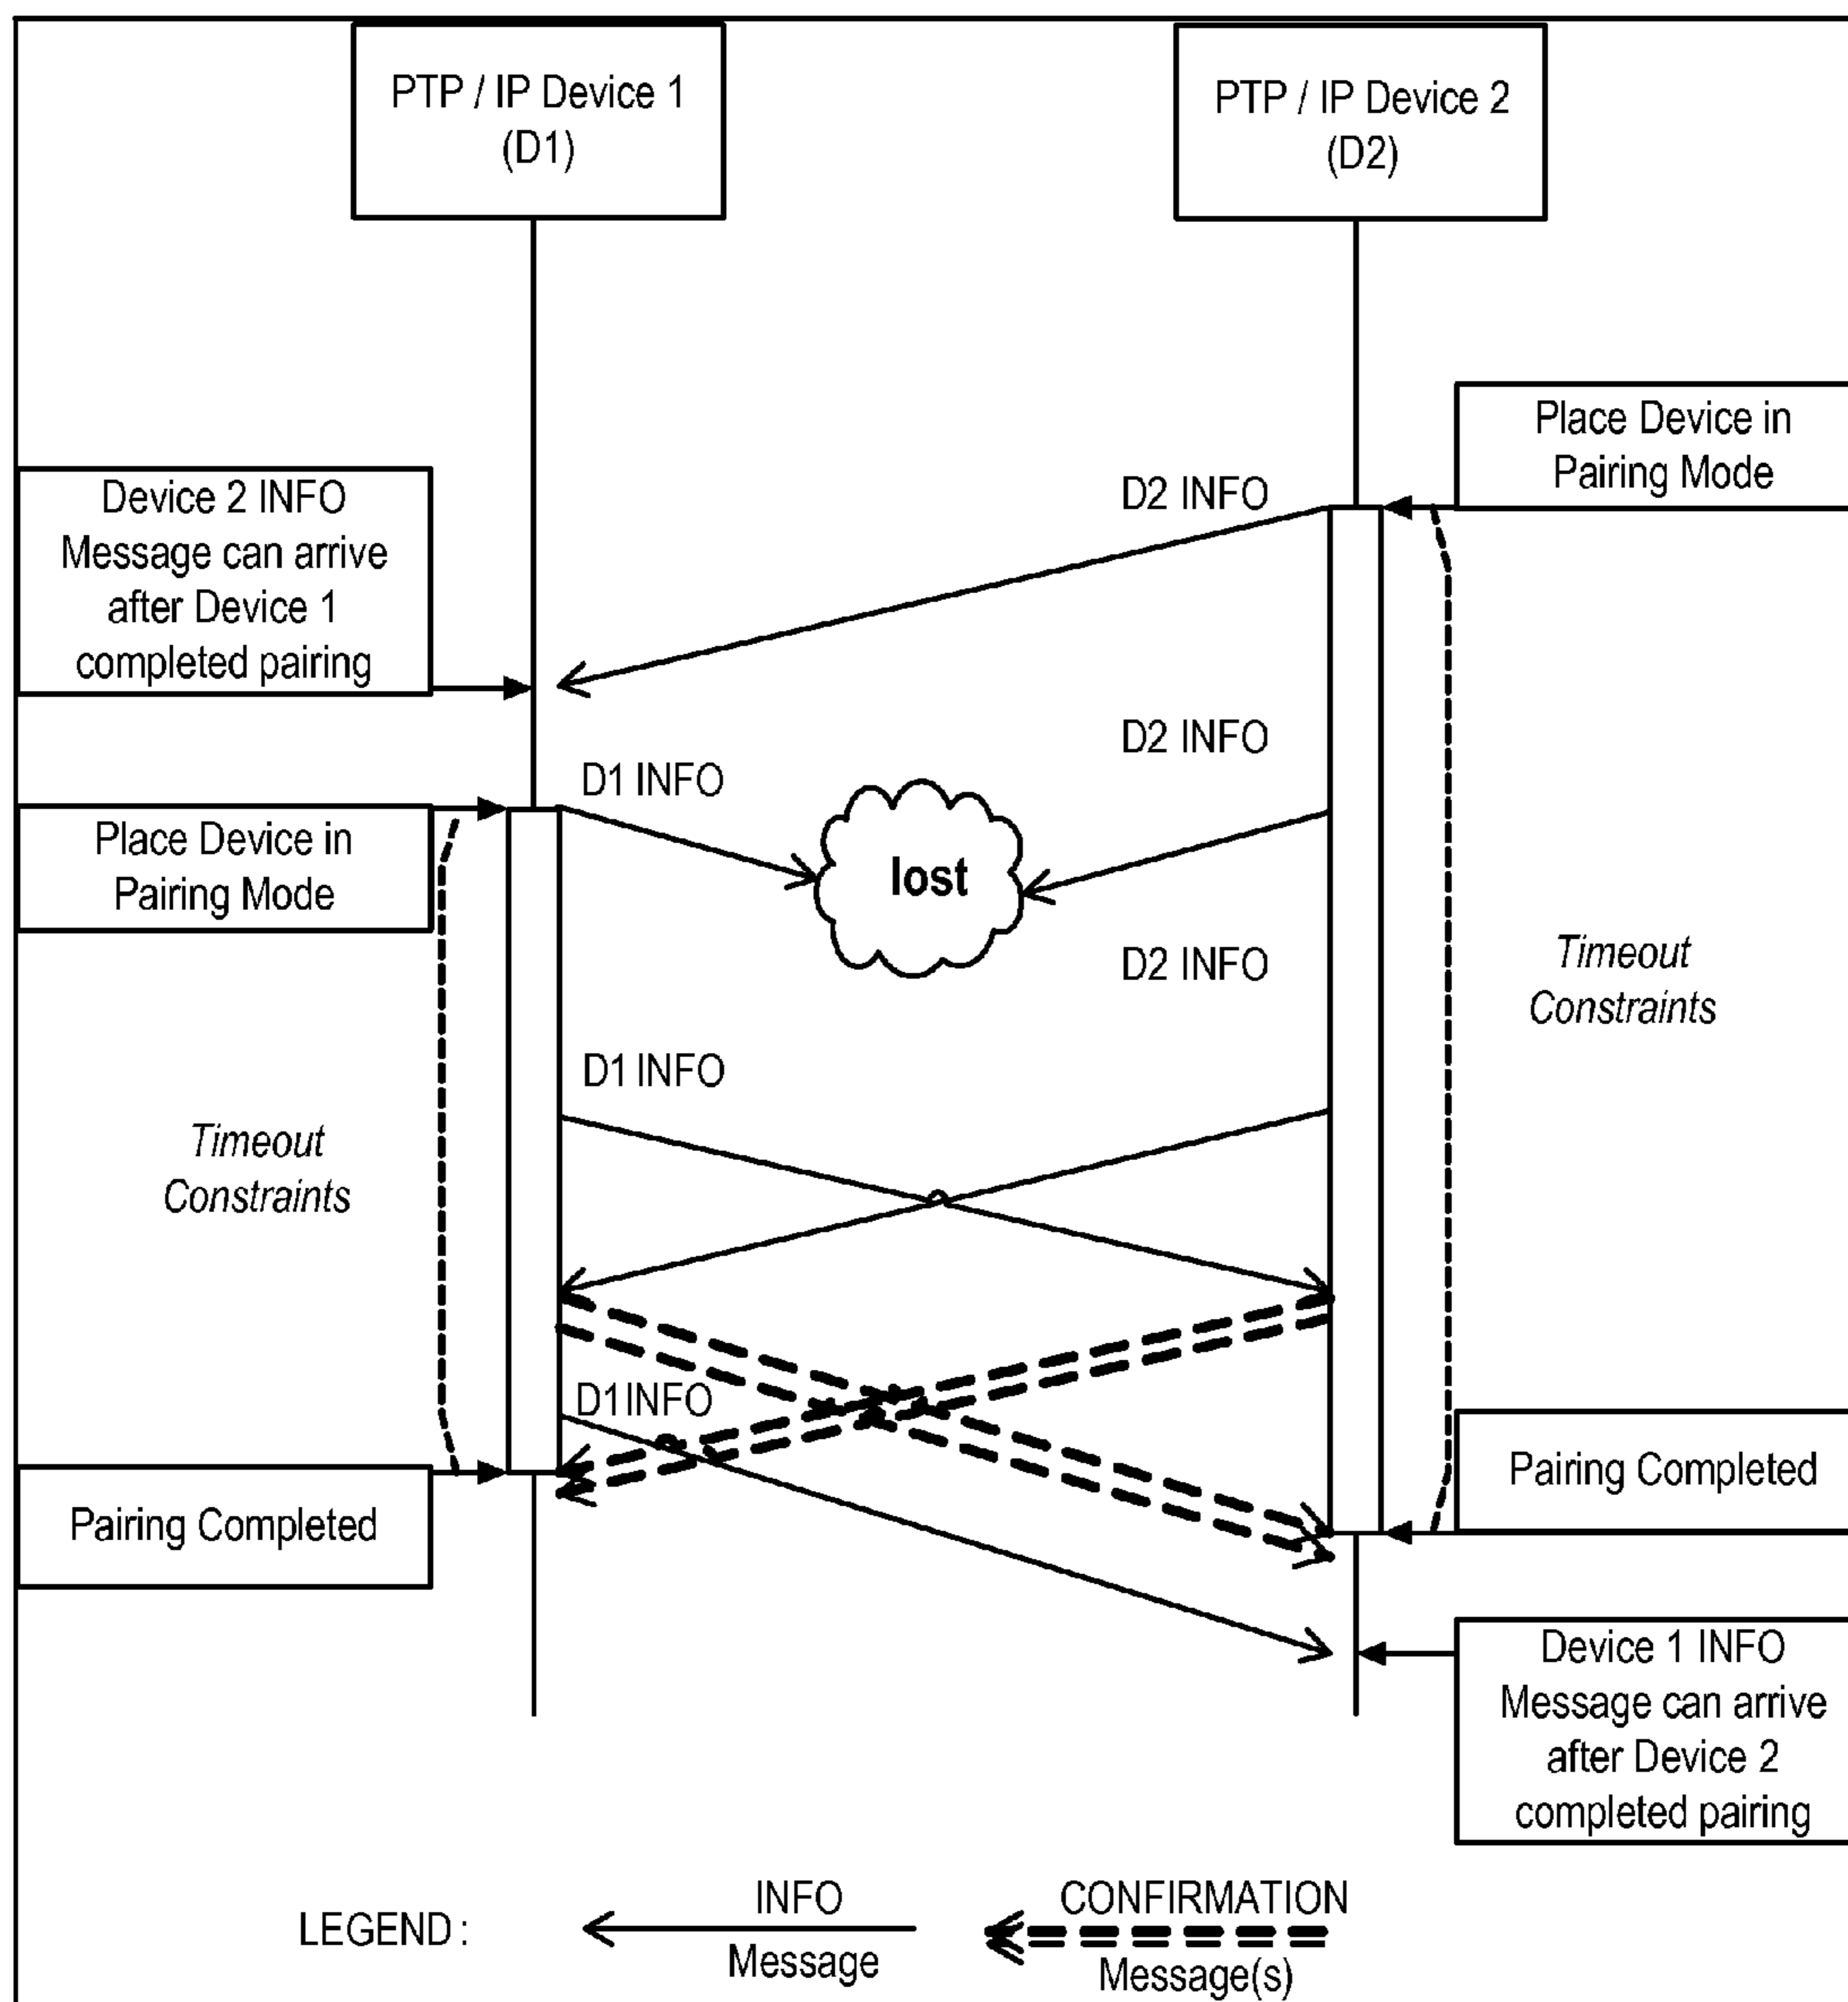 PTP / IP Device 1
(D1)
PTP / IP Device 2
(D2)
Place Device in
Pairing Mode
Device 2 INFO
Message can arrive
after Device 1
completed pairing
D2 INFO
D2 INFO
D1 INFO
Place Device in
Pairing Mode
lost
D2 INFO
Timeout
Constraints
D1 INFO
Timeout
Constraints
D1 INFO
Pairing Completed
Pairing Completed
Device 1 INFO
Message can arrive
after Device 2
completed pairing
LEGEND :
INFO
Message
CONFIRMATION
Message(s)